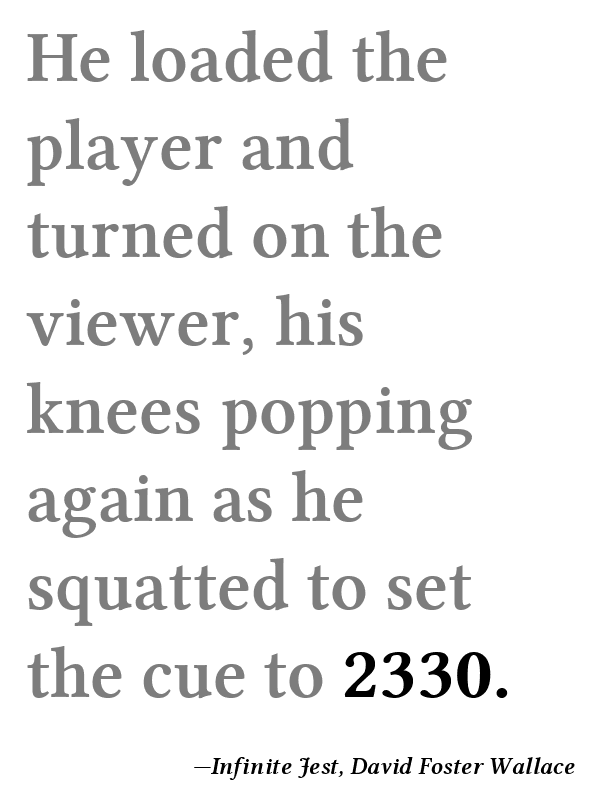 He loaded the
player and
turned on the
viewer, his
knees popping
again as he
squatted to set
the cue to 2330.
—Infinite Jest, David Foster Wallace